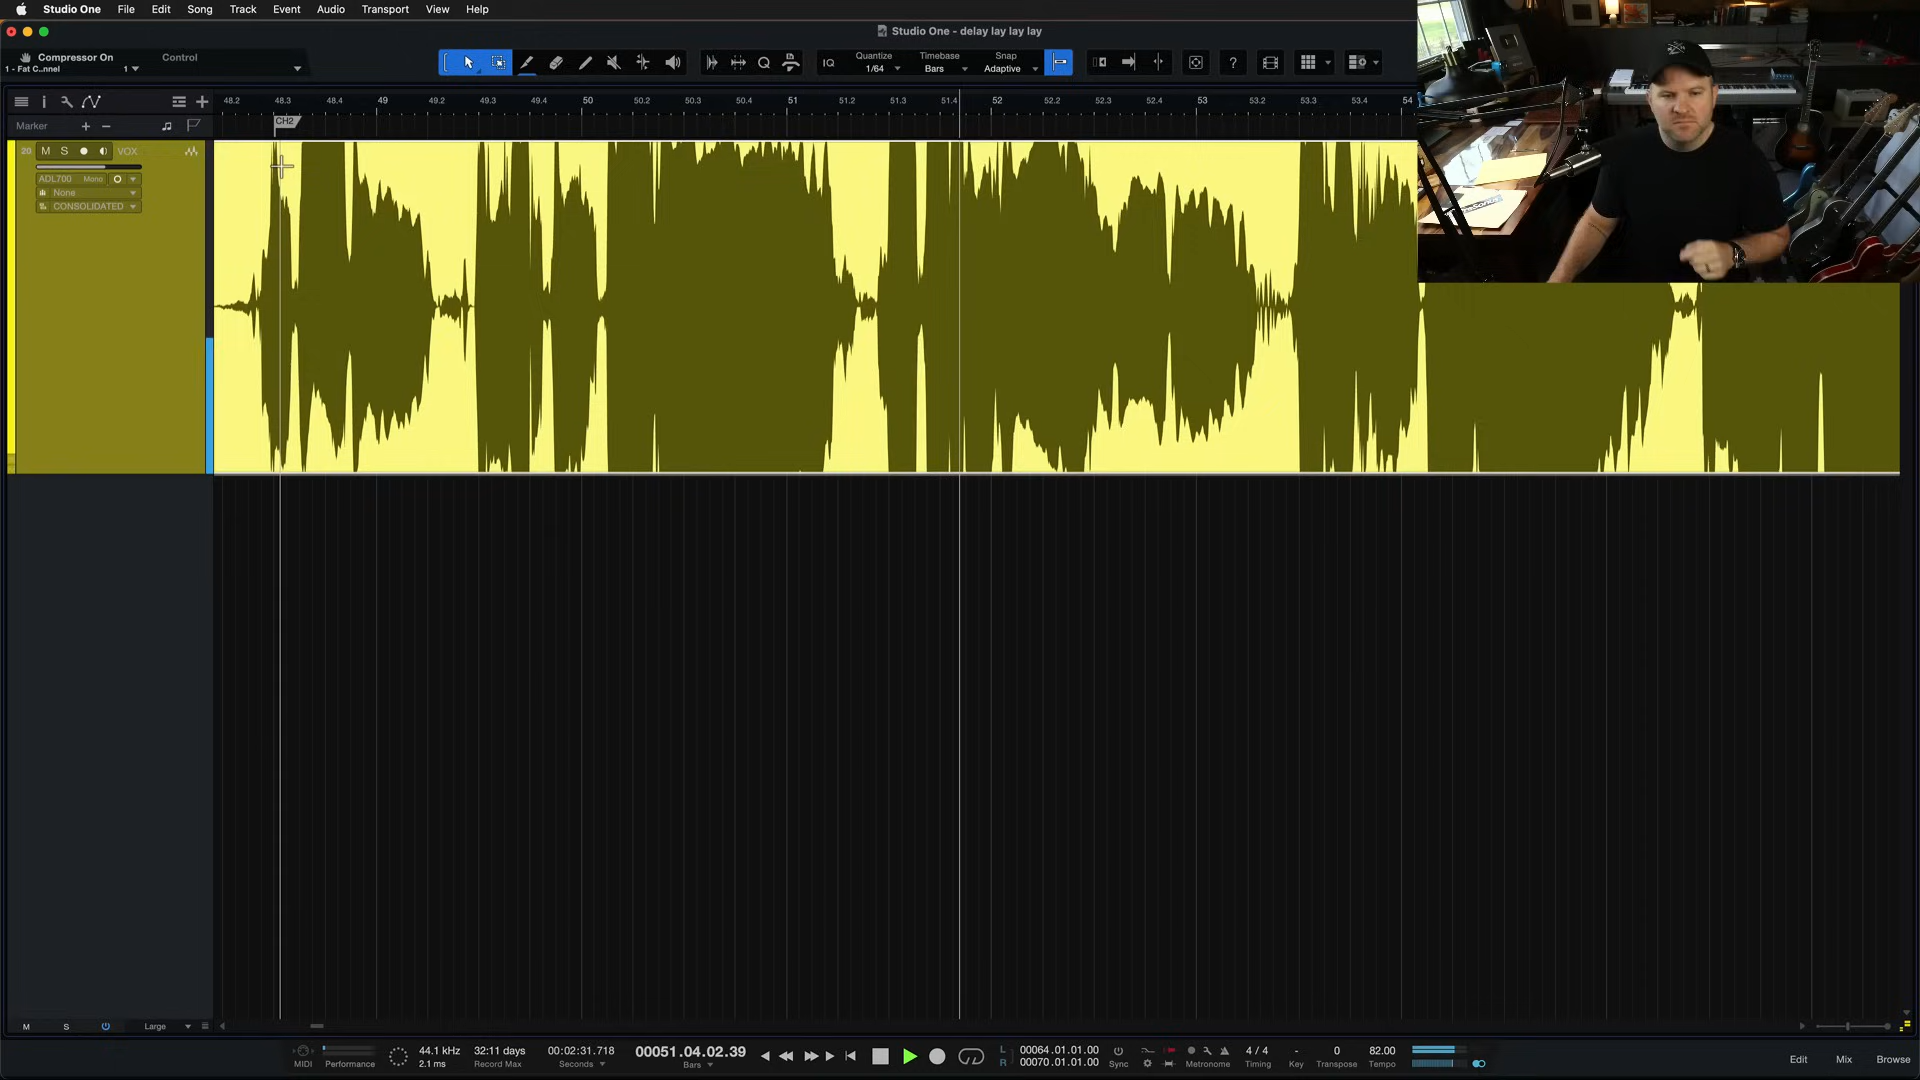 Studio One File Edit Song Track Event Audio Transport View Help
Studio One - delay lay lay lay
Compressor On Control
1 - Fat C...nnel 1
Quantize Timebase Snap
IQ 1/64 Bars Adaptive ?
48.2 48.3 48.4 49 49.2 49.3 49.4 50 50.2 50.3 50.4 51 51.2 51.3 51.4 52 52.2 52.3 52.4 53 53.2 53.3 53.4 54
Marker + - CH2
20 M S VOX
ADL700 Mono
None
CONSOLIDATED
M S Large
44.1 kHz 32:11 days 00:02:31.718 00051.04.02.39 L 00064.01.01.00 4 / 4 - 0 82.00
MIDI Performance 2.1 ms Record Max Seconds Bars R 00070.01.01.00 Sync Metronome Timing Key Transpose Tempo Edit Mix Browse